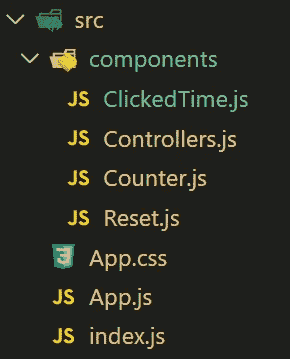 src
components
JS ClickedTime.js
JS Controllers.js
JS Counter.js
JS Reset.js
App.css
JS App.js
JS index.js